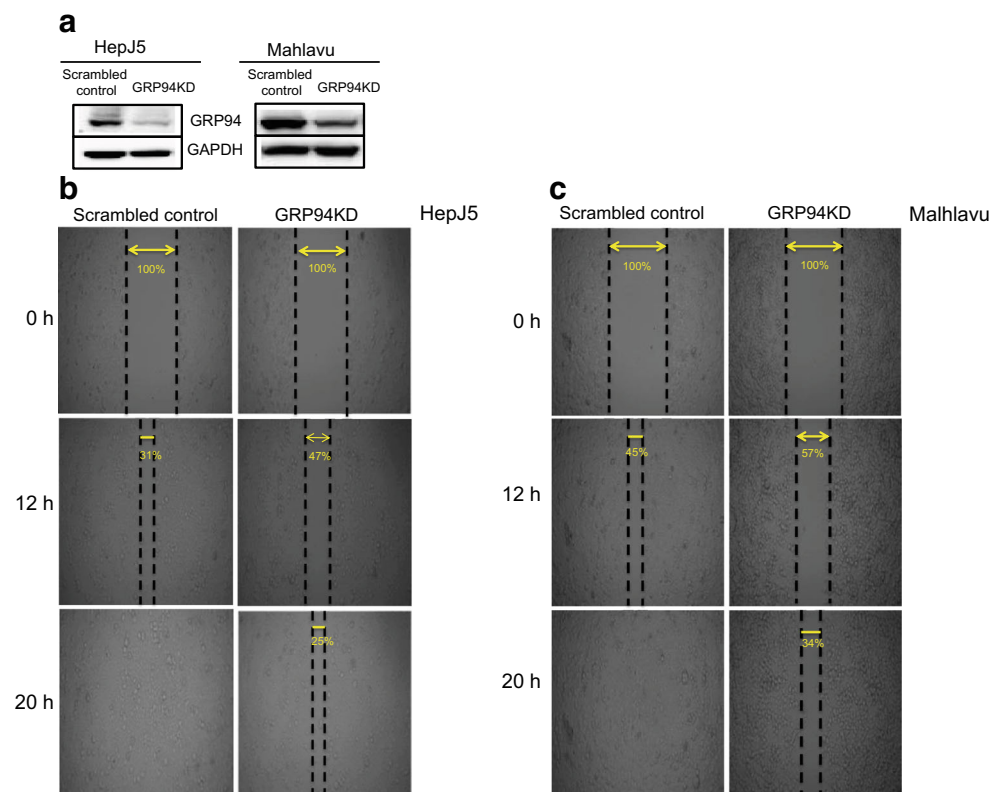 a
HepJ5
Mahlavu
Scrambled control
GRP94KD
Scrambled control
GRP94KD
GRP94
GAPDH
b
Scrambled control
GRP94KD
HepJ5
0 h
100%
100%
12 h
31%
47%
20 h
25%
c
Scrambled control
GRP94KD
Malhlavu
0 h
100%
100%
12 h
45%
57%
20 h
34%